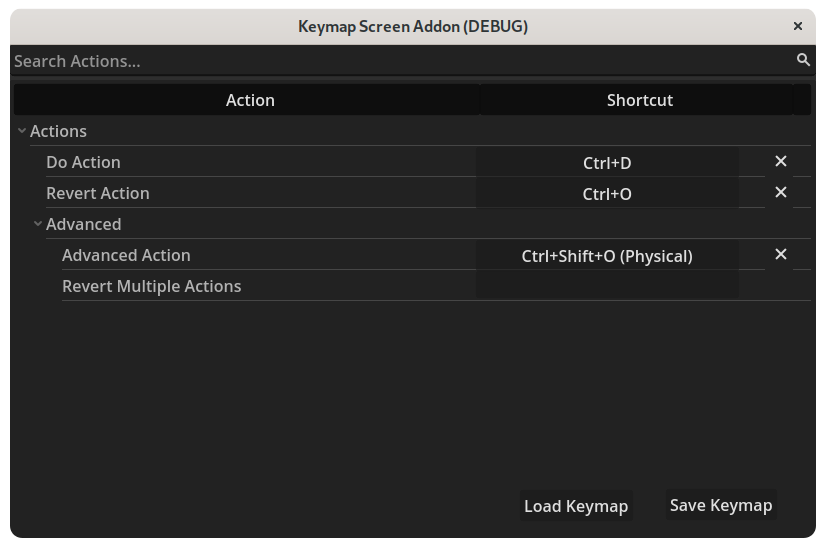 Keymap Screen Addon (DEBUG)
Search Actions...
Action Shortcut
Actions
Do Action Ctrl+D
Revert Action Ctrl+O
Advanced
Advanced Action Ctrl+Shift+O (Physical)
Revert Multiple Actions
Load Keymap Save Keymap